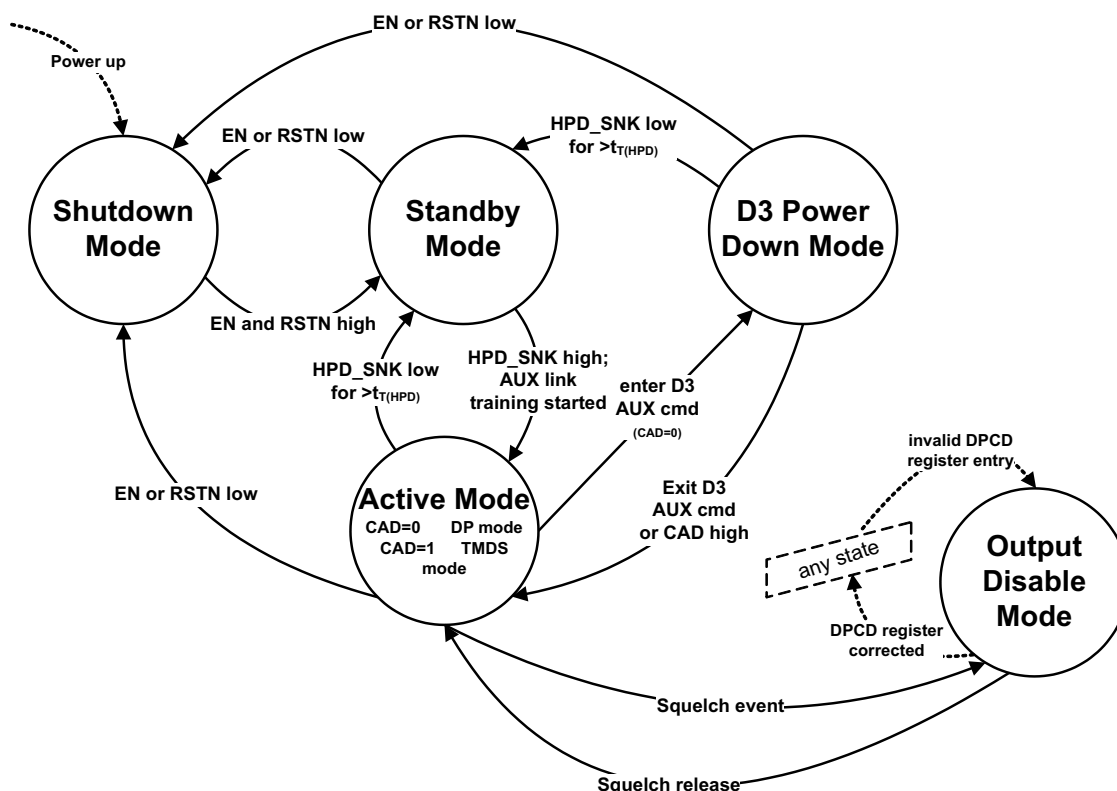 EN or RSTN low
Power up
HPD_SNK low
for >tT(HPD)
EN or RSTN low
Shutdown
Mode
Standby
Mode
D3 Power
Down Mode
EN and RSTN high
HPD_SNK low
for >tT(HPD)
HPD_SNK high;
AUX link
training started
enter D3
AUX cmd
(CAD=0)
invalid DPCD
register entry
EN or RSTN low
Active Mode
CAD=0 DP mode
CAD=1 TMDS
mode
Exit D3
AUX cmd
or CAD high
any state
Output
Disable
Mode
DPCD register
corrected
Squelch event
Squelch release